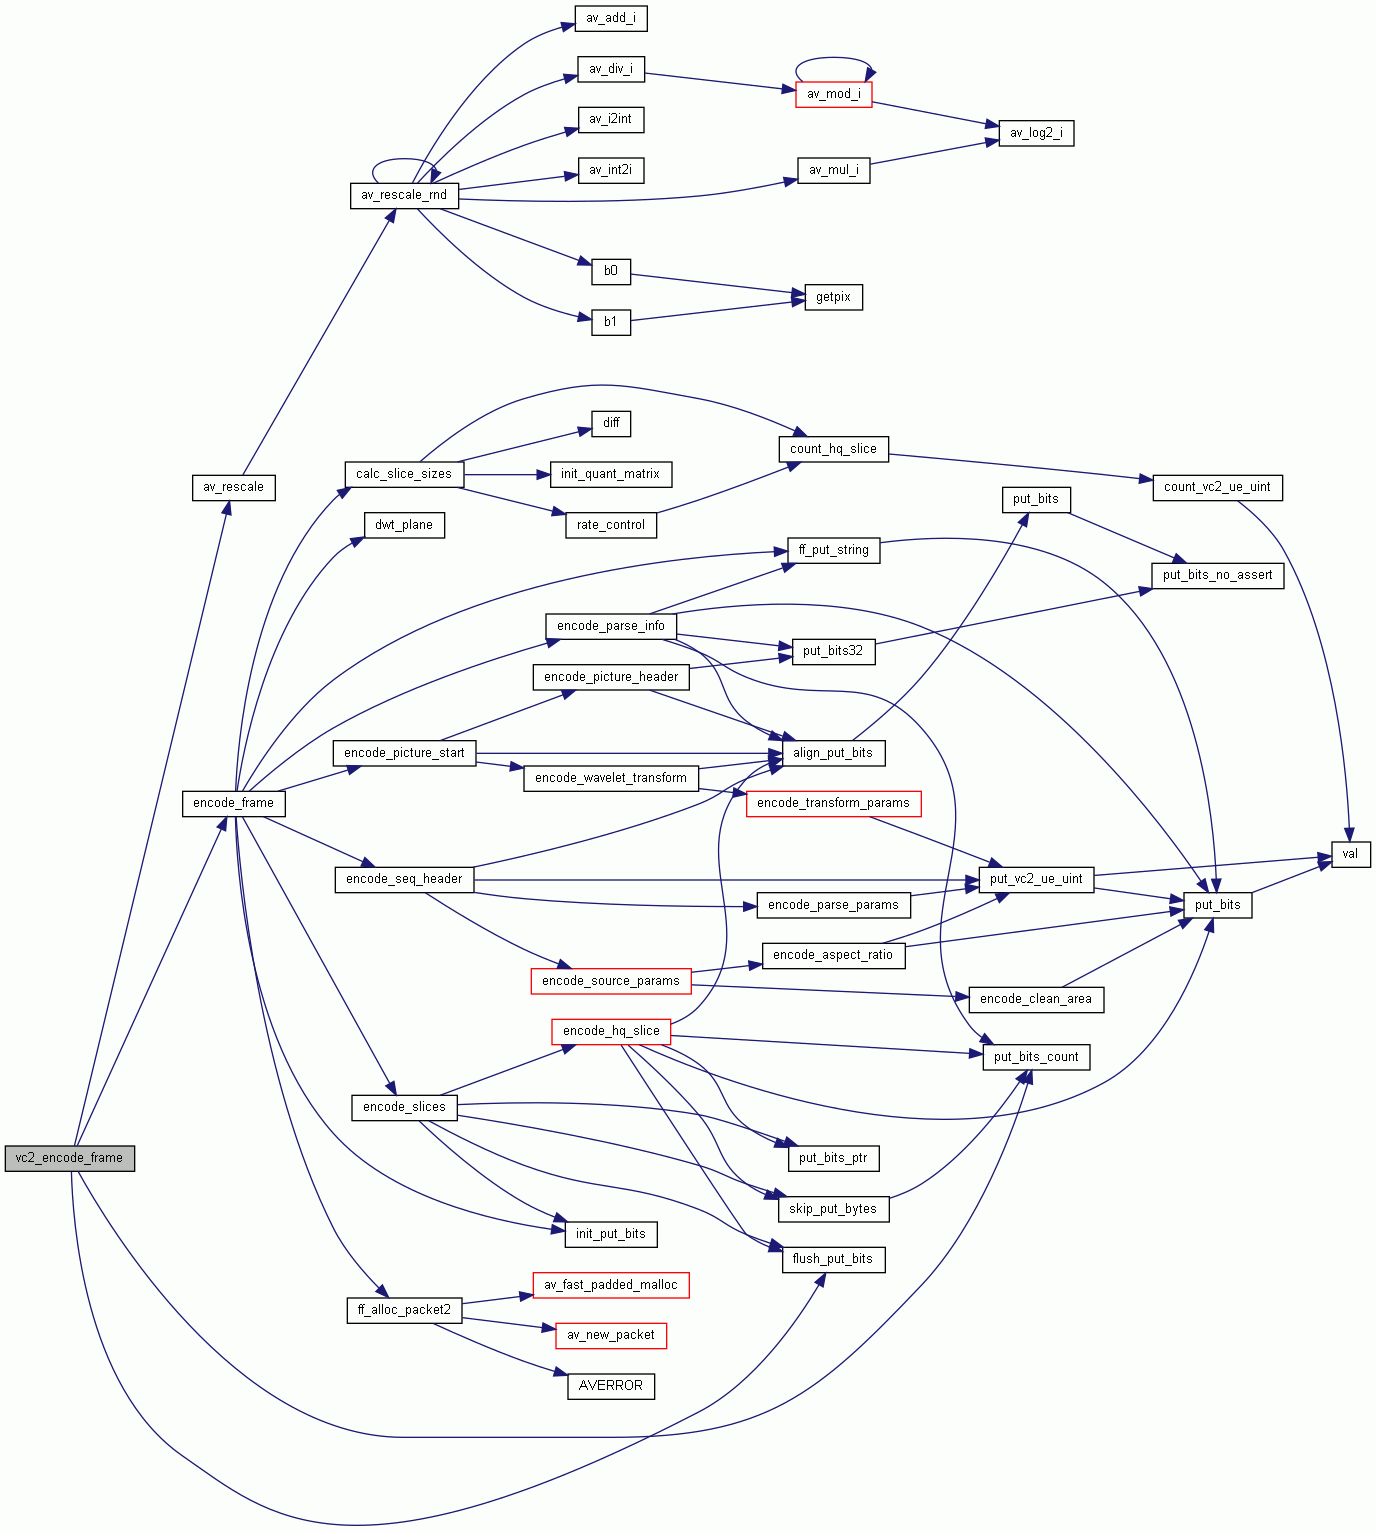 av_add_i
av_div_i
av_mod_i
av_i2int
av_log2_i
av_int2i
av_mul_i
av_rescale_rnd
b0
getpix
b1
diff
count_hq_slice
calc_slice_sizes
init_quant_matrix
av_rescale
count_vc2_ue_uint
put_bits
dwt_plane
rate_control
ff_put_string
put_bits_no_assert
encode_parse_info
put_bits32
encode_picture_header
encode_picture_start
align_put_bits
encode_wavelet_transform
encode_frame
encode_transform_params
val
encode_seq_header
put_vc2_ue_uint
encode_parse_params
put_bits
encode_aspect_ratio
encode_source_params
encode_clean_area
encode_hq_slice
put_bits_count
encode_slices
vc2_encode_frame
put_bits_ptr
skip_put_bytes
init_put_bits
flush_put_bits
av_fast_padded_malloc
ff_alloc_packet2
av_new_packet
AVERROR